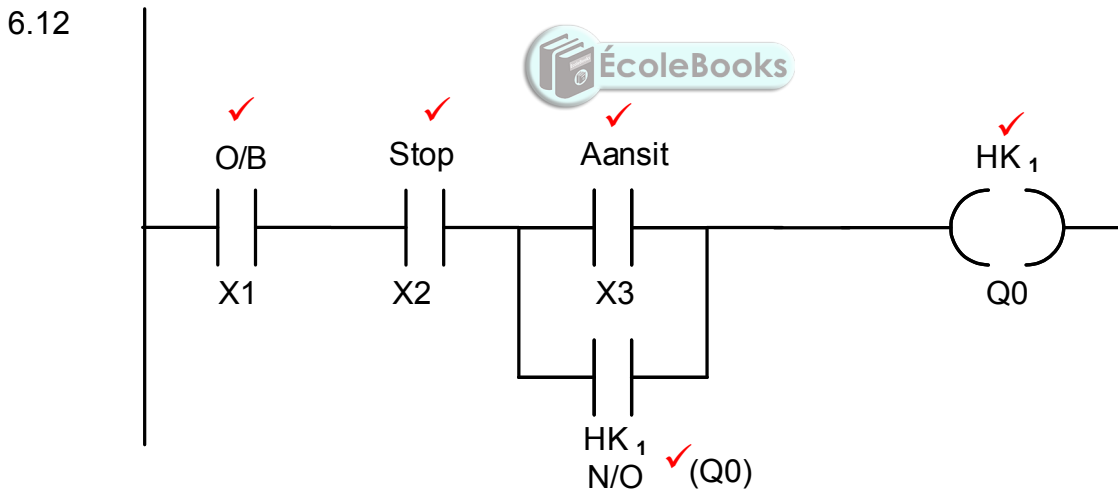 6.12
ÉcoleBooks
O/B Stop Aansit HK 1
X1 X2 X3 Q0
HK 1
N/O (Q0)